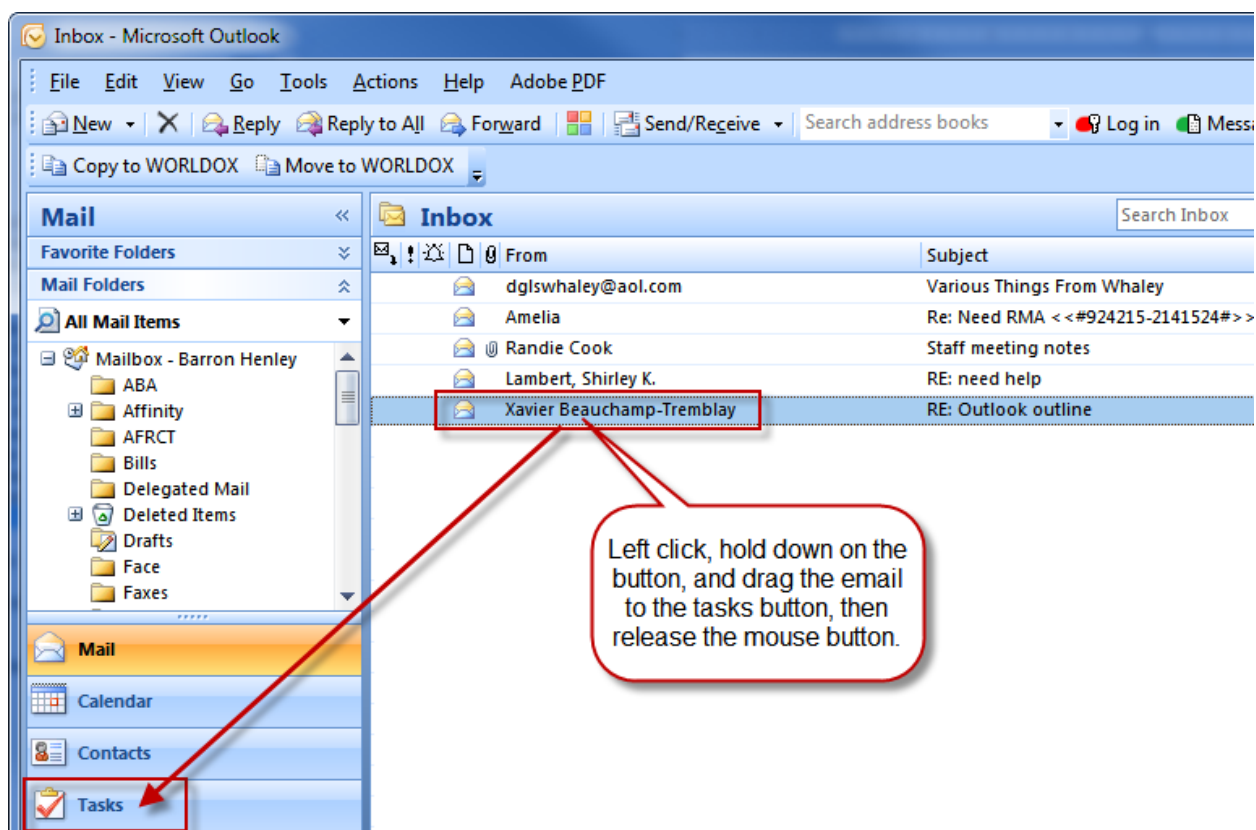 Inbox - Microsoft Outlook
File Edit View Go Tools Actions Help Adobe PDF
New Reply Reply to All Forward Send/Receive Search address books Log in Messa
Copy to WORLDOX Move to WORLDOX
Mail « Inbox Search Inbox
Favorite Folders
! From Subject
Mail Folders
dglswhaley@aol.com Various Things From Whaley
All Mail Items
Amelia Re: Need RMA <<#924215-2141524#>>
Mailbox - Barron Henley
Randie Cook Staff meeting notes
ABA
Lambert, Shirley K. RE: need help
Affinity
Xavier Beauchamp-Tremblay RE: Outlook outline
AFRCT
Bills
Delegated Mail
Deleted Items
Drafts
Face
Faxes
Left click, hold down on the
button, and drag the email
to the tasks button, then
release the mouse button.
Mail
Calendar
Contacts
Tasks